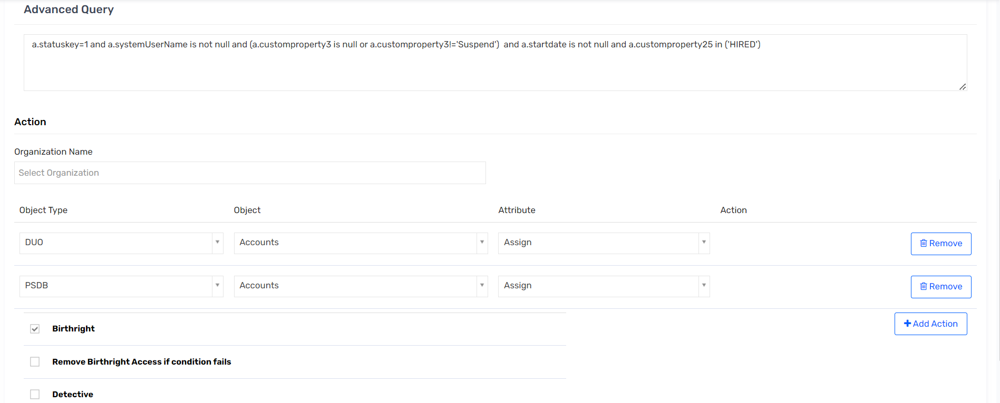 Advanced Query
a.statuskey=1 and a.systemUserName is not null and (a.customproperty3 is null or a.customproperty3!='Suspend')  and a.startdate is not null and a.customproperty25 in ('HIRED')
Action
Organization Name
Select Organization
Object Type Object Attribute Action
DUO Accounts Assign Remove
PSDB Accounts Assign Remove
Birthright Add Action
Remove Birthright Access if condition fails
Detective